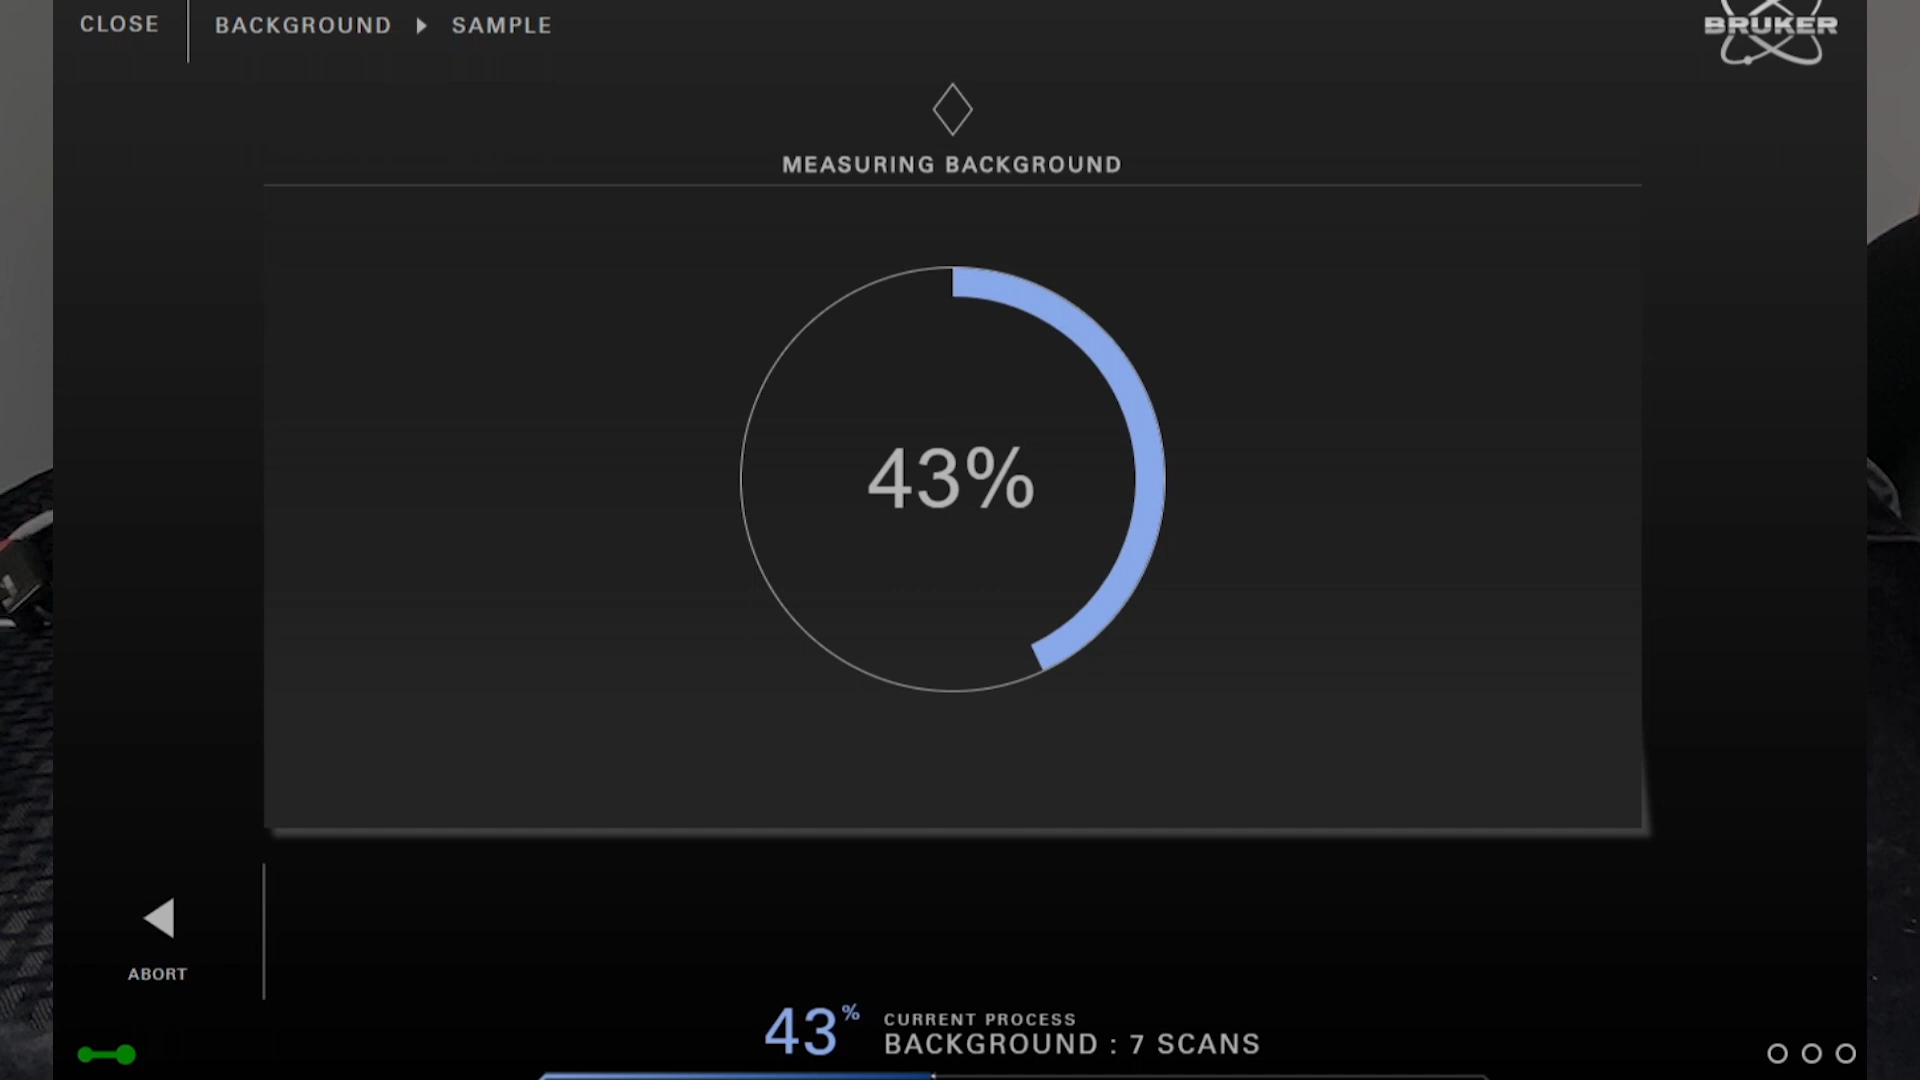 CLOSE
BACKGROUND ▶ SAMPLE
BRUKER
MEASURING BACKGROUND
43%
ABORT
43%
CURRENT PROCESS
BACKGROUND : 7 SCANS